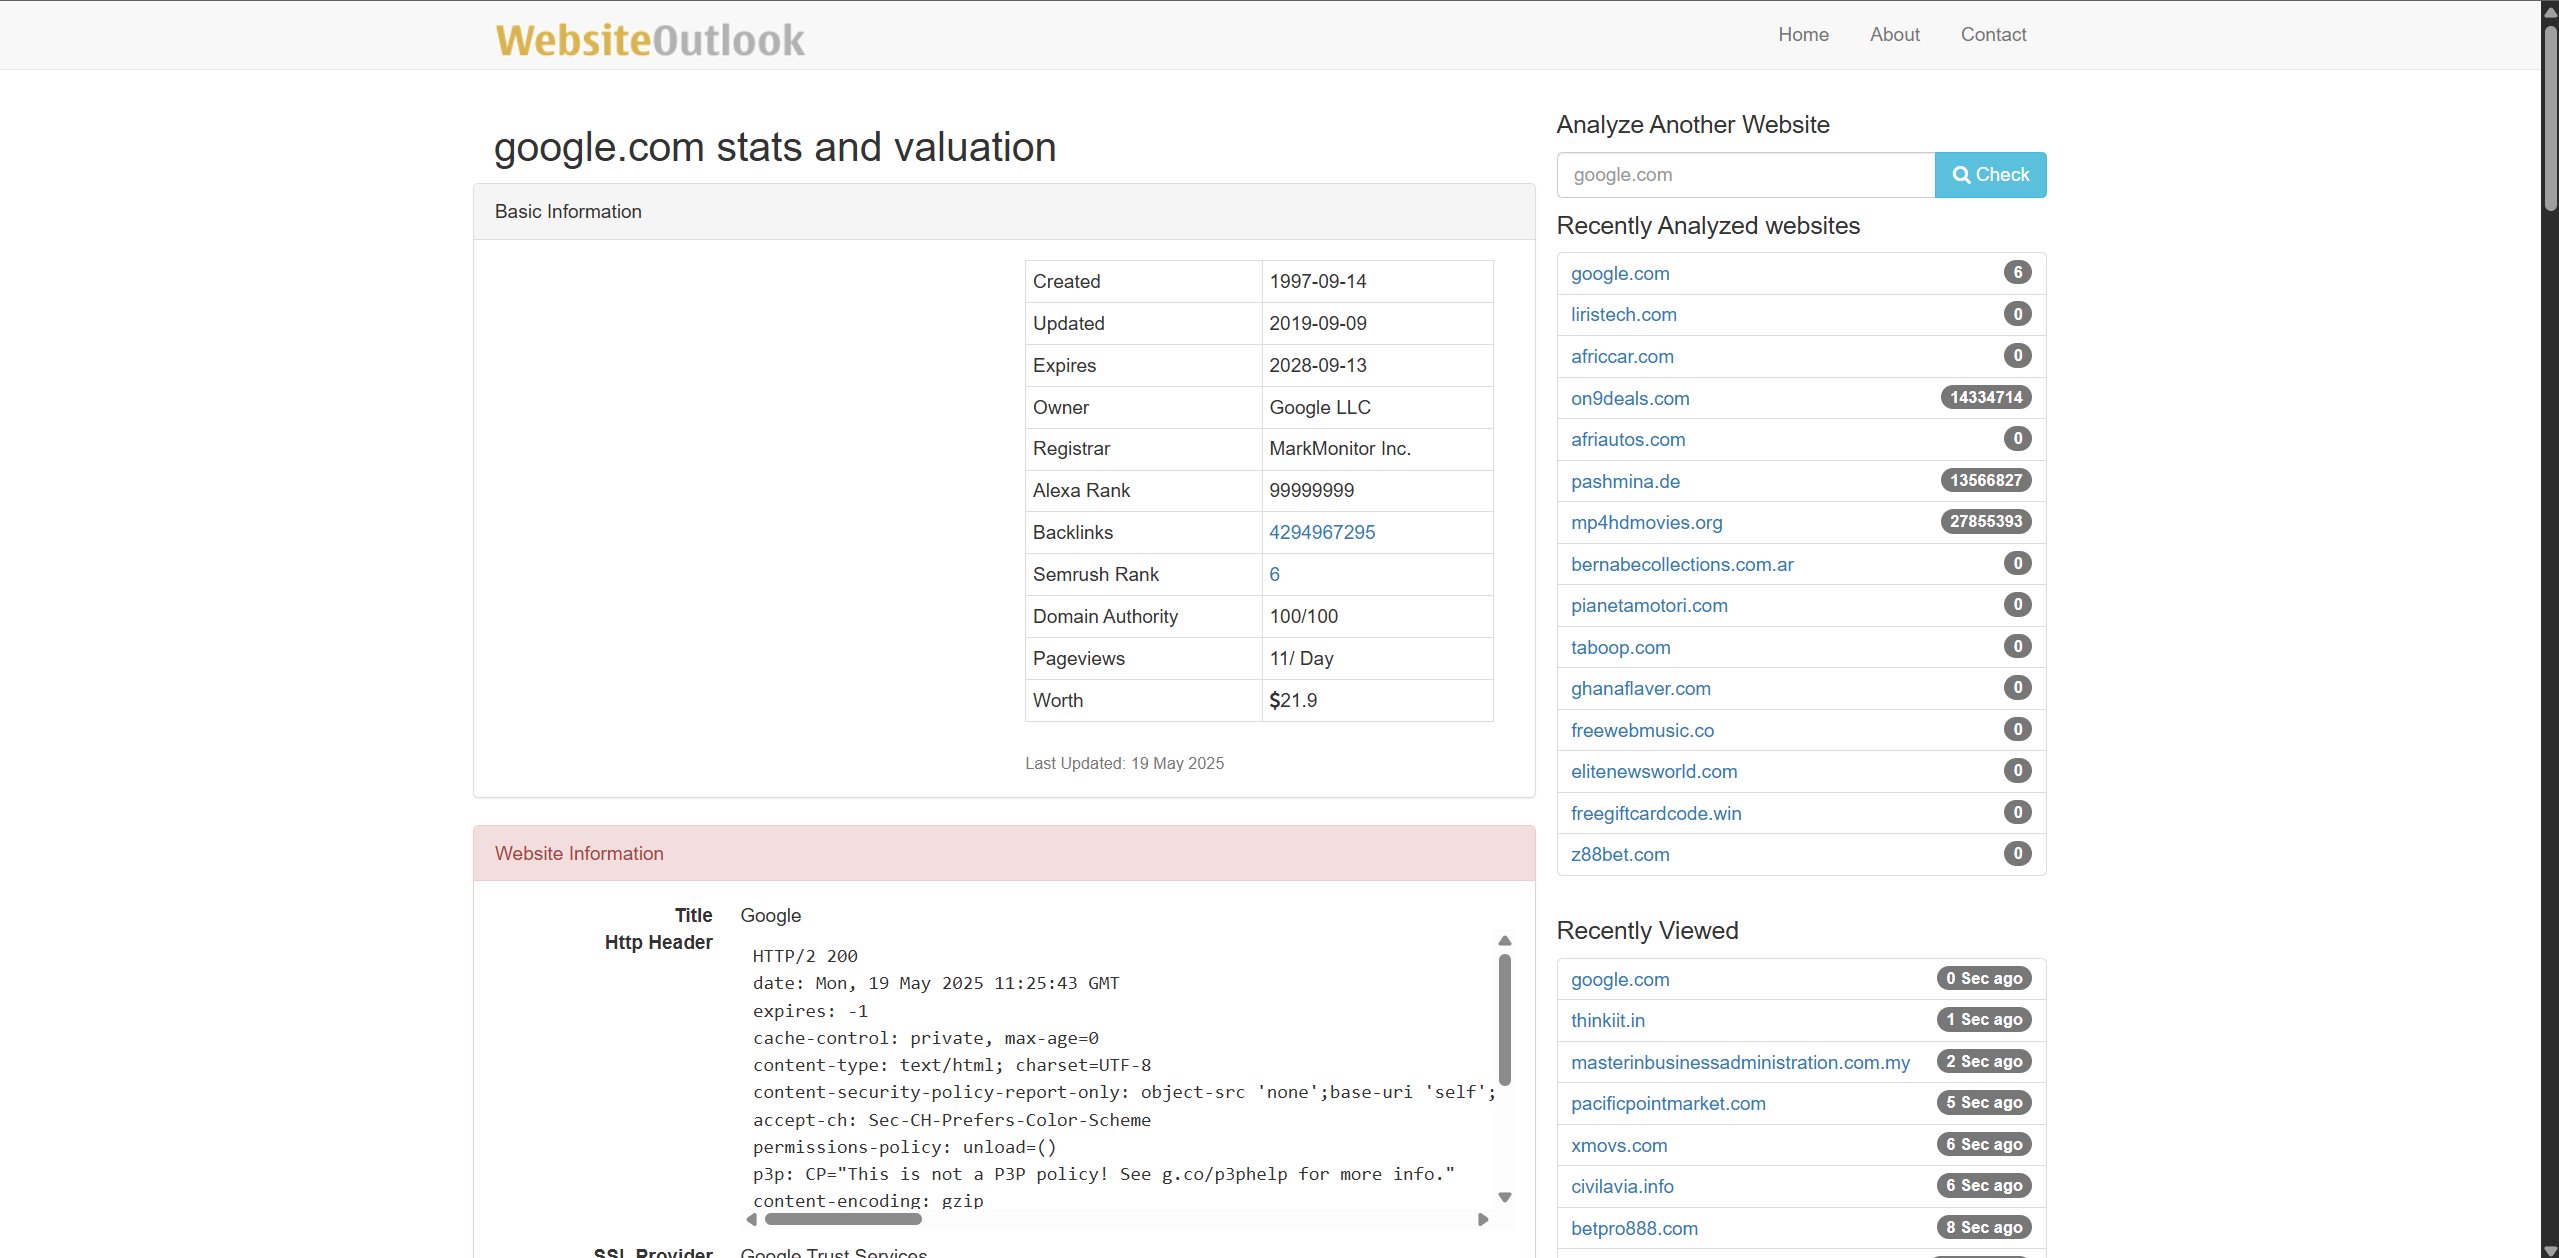 WebsiteOutlook
Home About Contact
google.com stats and valuation
Basic Information
Created 1997-09-14
Updated 2019-09-09
Expires 2028-09-13
Owner Google LLC
Registrar MarkMonitor Inc.
Alexa Rank 99999999
Backlinks 4294967295
Semrush Rank 6
Domain Authority 100/100
Pageviews 11/ Day
Worth $21.9
Last Updated: 19 May 2025
Website Information
Title Google
Http Header
HTTP/2 200
date: Mon, 19 May 2025 11:25:43 GMT
expires: -1
cache-control: private, max-age=0
content-type: text/html; charset=UTF-8
content-security-policy-report-only: object-src 'none';base-uri 'self';
accept-ch: Sec-CH-Prefers-Color-Scheme
permissions-policy: unload=()
p3p: CP="This is not a P3P policy! See g.co/p3phelp for more info."
content-encoding: gzip
SSL Provider Google Trust Services
Analyze Another Website
google.com Check
Recently Analyzed websites
google.com 6
liristech.com 0
africcar.com 0
on9deals.com 14334714
afriautos.com 0
pashmina.de 13566827
mp4hdmovies.org 27855393
bernabecollections.com.ar 0
pianetamotori.com 0
taboop.com 0
ghanaflaver.com 0
freewebmusic.co 0
elitenewsworld.com 0
freegiftcardcode.win 0
z88bet.com 0
Recently Viewed
google.com 0 Sec ago
thinkiit.in 1 Sec ago
masterinbusinessadministration.com.my 2 Sec ago
pacificpointmarket.com 5 Sec ago
xmovs.com 6 Sec ago
civilavia.info 6 Sec ago
betpro888.com 8 Sec ago